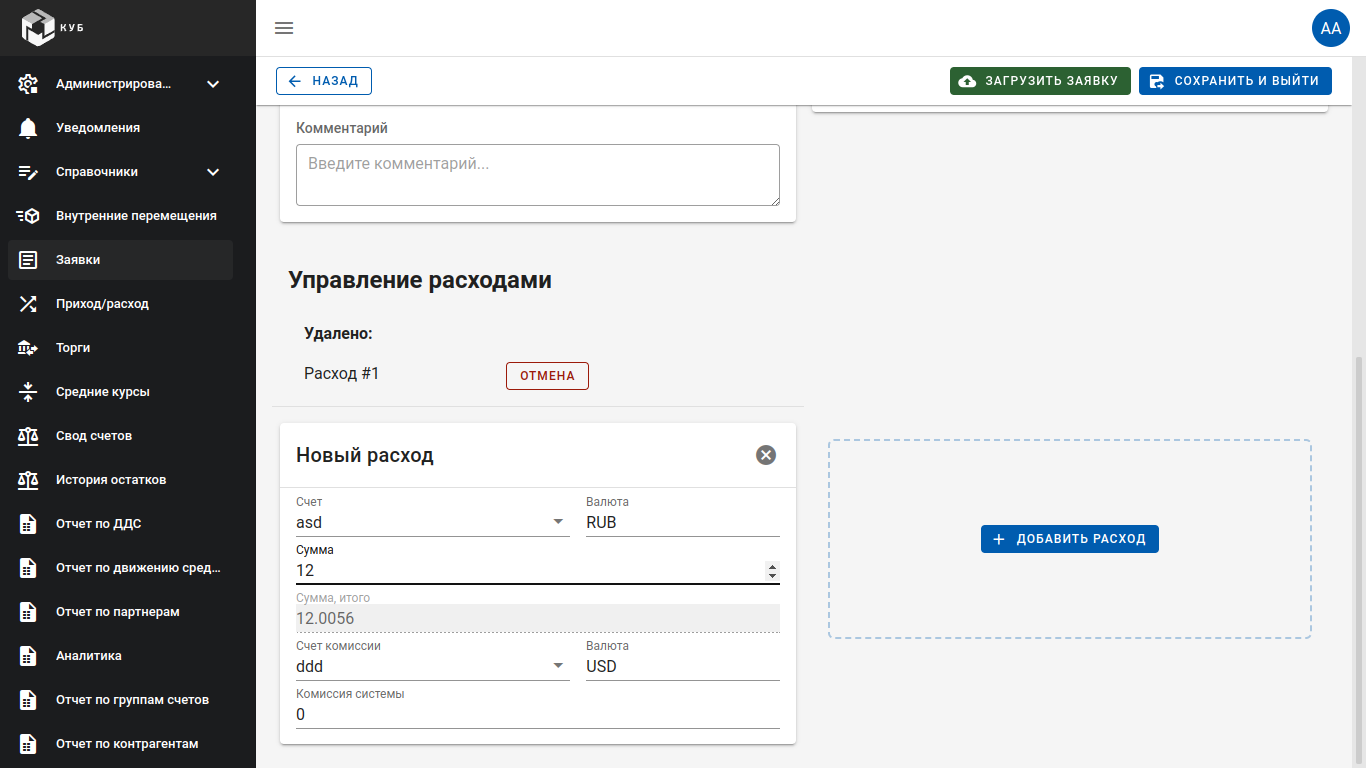 КУБ
Администрирова...
Уведомления
Справочники
Внутренние перемещения
Заявки
Приход/расход
Торги
Средние курсы
Свод счетов
История остатков
Отчет по ДДС
Отчет по движению сред...
Отчет по партнерам
Аналитика
Отчет по группам счетов
Отчет по контрагентам
АА
НАЗАД
ЗАГРУЗИТЬ ЗАЯВКУ
СОХРАНИТЬ И ВЫЙТИ
Комментарий
Введите комментарий...
Управление расходами
Удалено:
Расход #1
ОТМЕНА
Новый расход
Счет
asd
Валюта
RUB
Сумма
12
Сумма, итого
12.0056
Счет комиссии
ddd
Валюта
USD
Комиссия системы
0
ДОБАВИТЬ РАСХОД